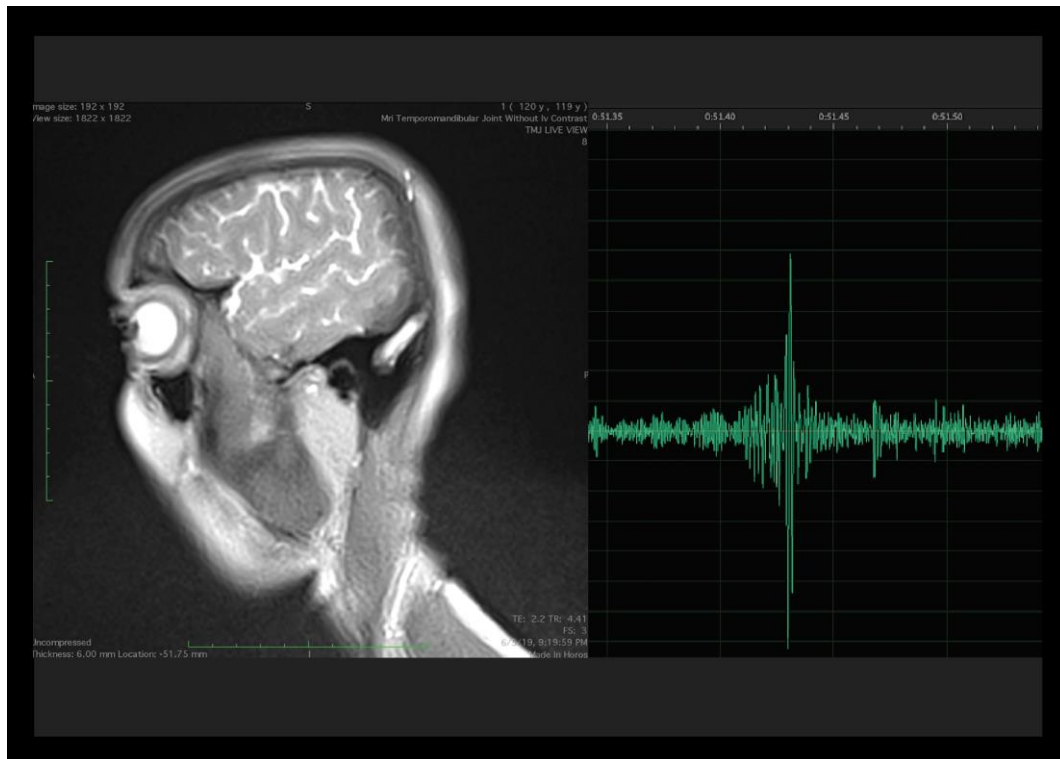 mage size: 192 x 192
View size: 1822 x 1822
S
1 ( 120 y , 119 y )
Mri Temporomandibular Joint Without Iv Contrast
TMJ LIVE VIEW
8
TE: 2.2 TR: 4.41
FS: 3
6/5/19, 9:19:59 PM
Made In Horos
Uncompressed
Thickness: 6.00 mm Location: -51.75 mm
0:51.35 0:51.40 0:51.45 0:51.50